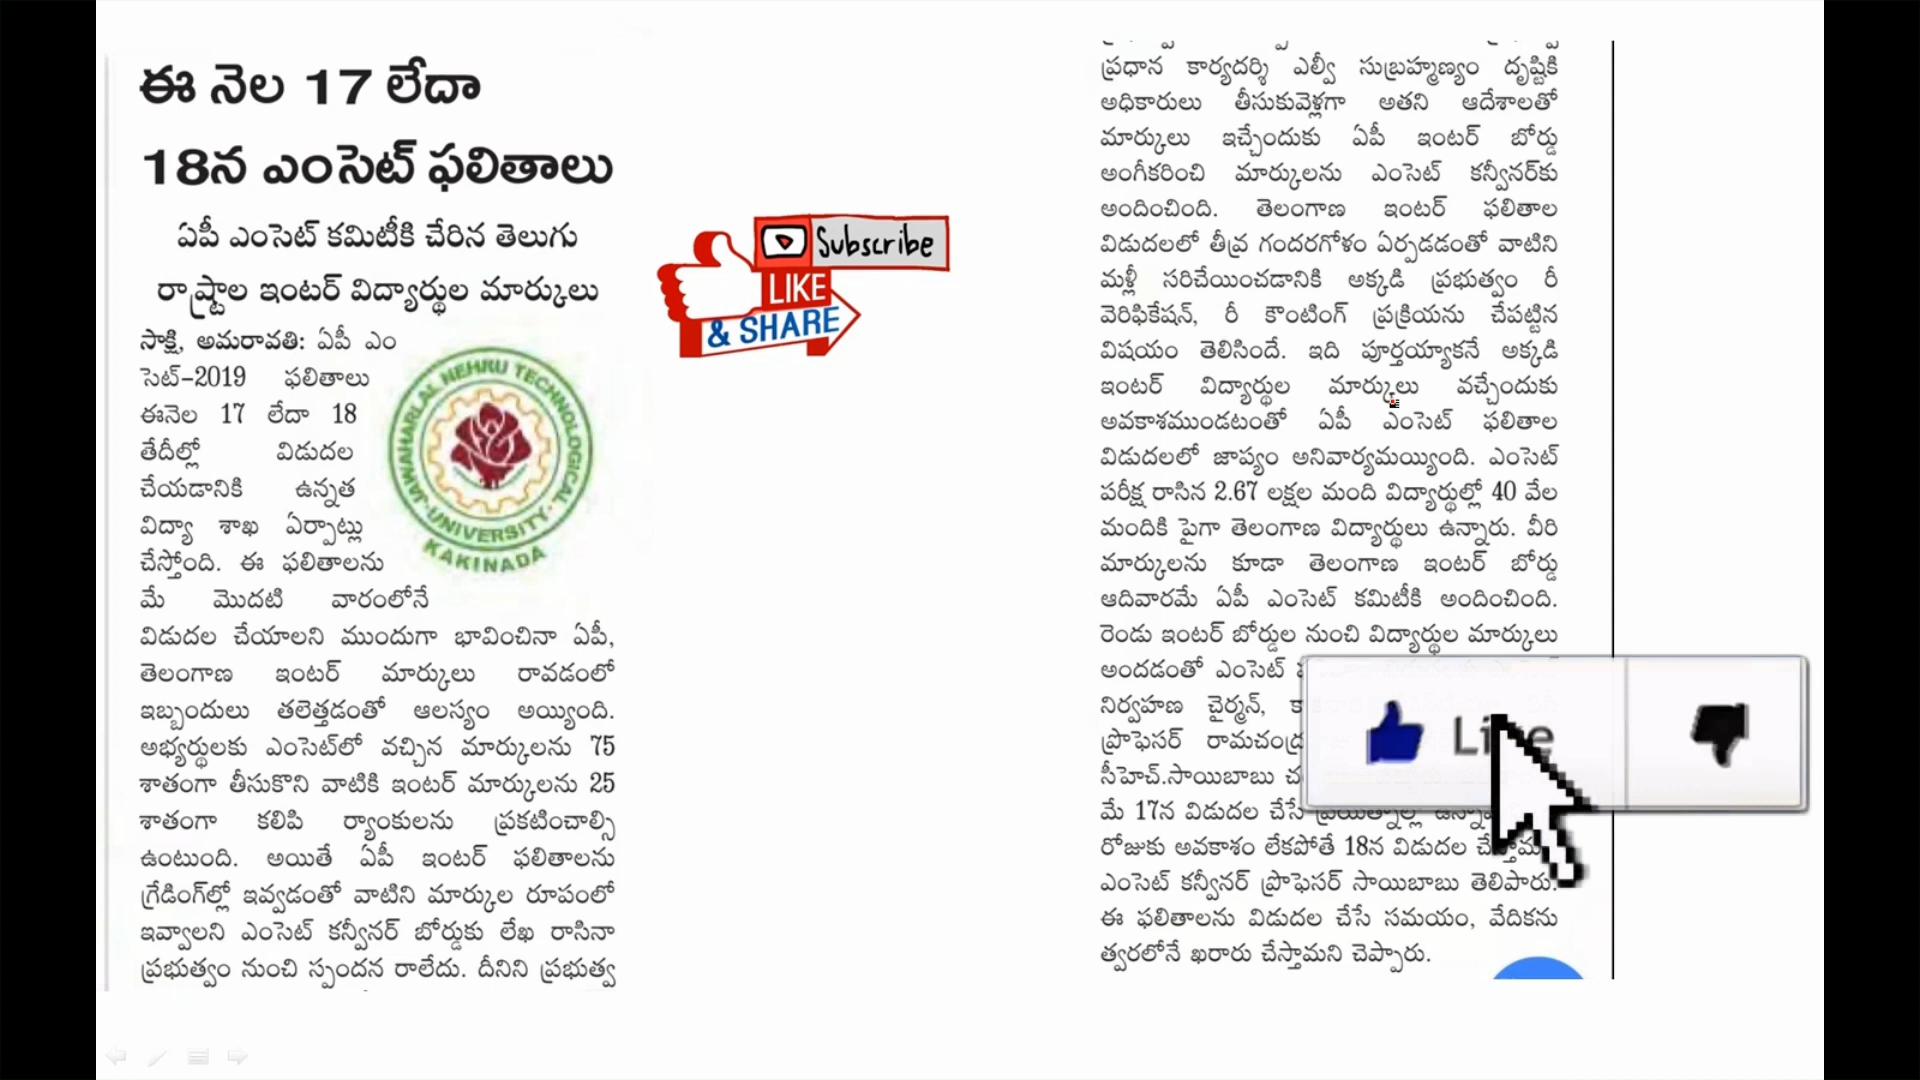 ఈ నెల 17 లేదా
18న ఎంసెట్ ఫలితాలు
ఏపీ ఎంసెట్ కమిటీకి చేరిన తెలుగు
రాష్ట్రాల ఇంటర్ విద్యార్థుల మార్కులు
సాక్షి, అమరావతి: ఏపీ ఎం
సెట్–2019 ఫలితాలు
ఈనెల 17 లేదా 18
తేదీల్లో విడుదల
చేయడానికి ఉన్నత
విద్యా శాఖ ఏర్పాట్లు
చేస్తోంది. ఈ ఫలితాలను
మే మొదటి వారంలోనే
విడుదల చేయాలని ముందుగా భావించినా ఏపీ,
తెలంగాణ ఇంటర్ మార్కులు రావడంలో
ఇబ్బందులు తలెత్తడంతో ఆలస్యం అయ్యింది.
అభ్యర్థులకు ఎంసెట్‌లో వచ్చిన మార్కులను 75
శాతంగా తీసుకొని వాటికి ఇంటర్ మార్కులను 25
శాతంగా కలిపి ర్యాంకులను ప్రకటించాల్సి
ఉంటుంది. అయితే ఏపీ ఇంటర్ ఫలితాలను
గ్రేడింగ్‌ల్లో ఇవ్వడంతో వాటిని మార్కుల రూపంలో
ఇవ్వాలని ఎంసెట్ కన్వీనర్ బోర్డుకు లేఖ రాసినా
ప్రభుత్వం నుంచి స్పందన రాలేదు. దీనిని ప్రభుత్వ
JAWAHARLAL NEHRU TECHNOLOGICAL UNIVERSITY
KAKINADA
Subscribe
LIKE
& SHARE
ప్రధాన కార్యదర్శి ఎల్వీ సుబ్రహ్మణ్యం దృష్టికి
అధికారులు తీసుకువెళ్లగా అతని ఆదేశాలతో
మార్కులు ఇచ్చేందుకు ఏపీ ఇంటర్ బోర్డు
అంగీకరించి మార్కులను ఎంసెట్ కన్వీనర్‌కు
అందించింది. తెలంగాణ ఇంటర్ ఫలితాల
విడుదలలో తీవ్ర గందరగోళం ఏర్పడడంతో వాటిని
మళ్లీ సరిచేయించడానికి అక్కడి ప్రభుత్వం రీ
వెరిఫికేషన్, రీ కౌంటింగ్ ప్రక్రియను చేపట్టిన
విషయం తెలిసిందే. ఇది పూర్తయ్యాకనే అక్కడి
ఇంటర్ విద్యార్థుల మార్కులు వచ్చేందుకు
అవకాశముండటంతో ఏపీ ఎంసెట్ ఫలితాల
విడుదలలో జాప్యం అనివార్యమయ్యింది. ఎంసెట్
పరీక్ష రాసిన 2.67 లక్షల మంది విద్యార్థుల్లో 40 వేల
మందికి పైగా తెలంగాణ విద్యార్థులు ఉన్నారు. వీరి
మార్కులను కూడా తెలంగాణ ఇంటర్ బోర్డు
ఆదివారమే ఏపీ ఎంసెట్ కమిటీకి అందించింది.
రెండు ఇంటర్ బోర్డుల నుంచి విద్యార్థుల మార్కులు
అందడంతో ఎంసెట్
నిర్వహణ చైర్మన్,
ప్రొఫెసర్
సీహెచ్.సాయిబాబు
మే 17న విడుదల చేసే ప్రయత్నాల్లో
రోజుకు అవకాశం లేకపోతే 18న విడుదల
ఎంసెట్ కన్వీనర్ ప్రొఫెసర్ సాయిబాబు తెలిపారు.
ఈ ఫలితాలను విడుదల చేసే సమయం, వేదికను
త్వరలోనే ఖరారు చేస్తామని చెప్పారు.
Like